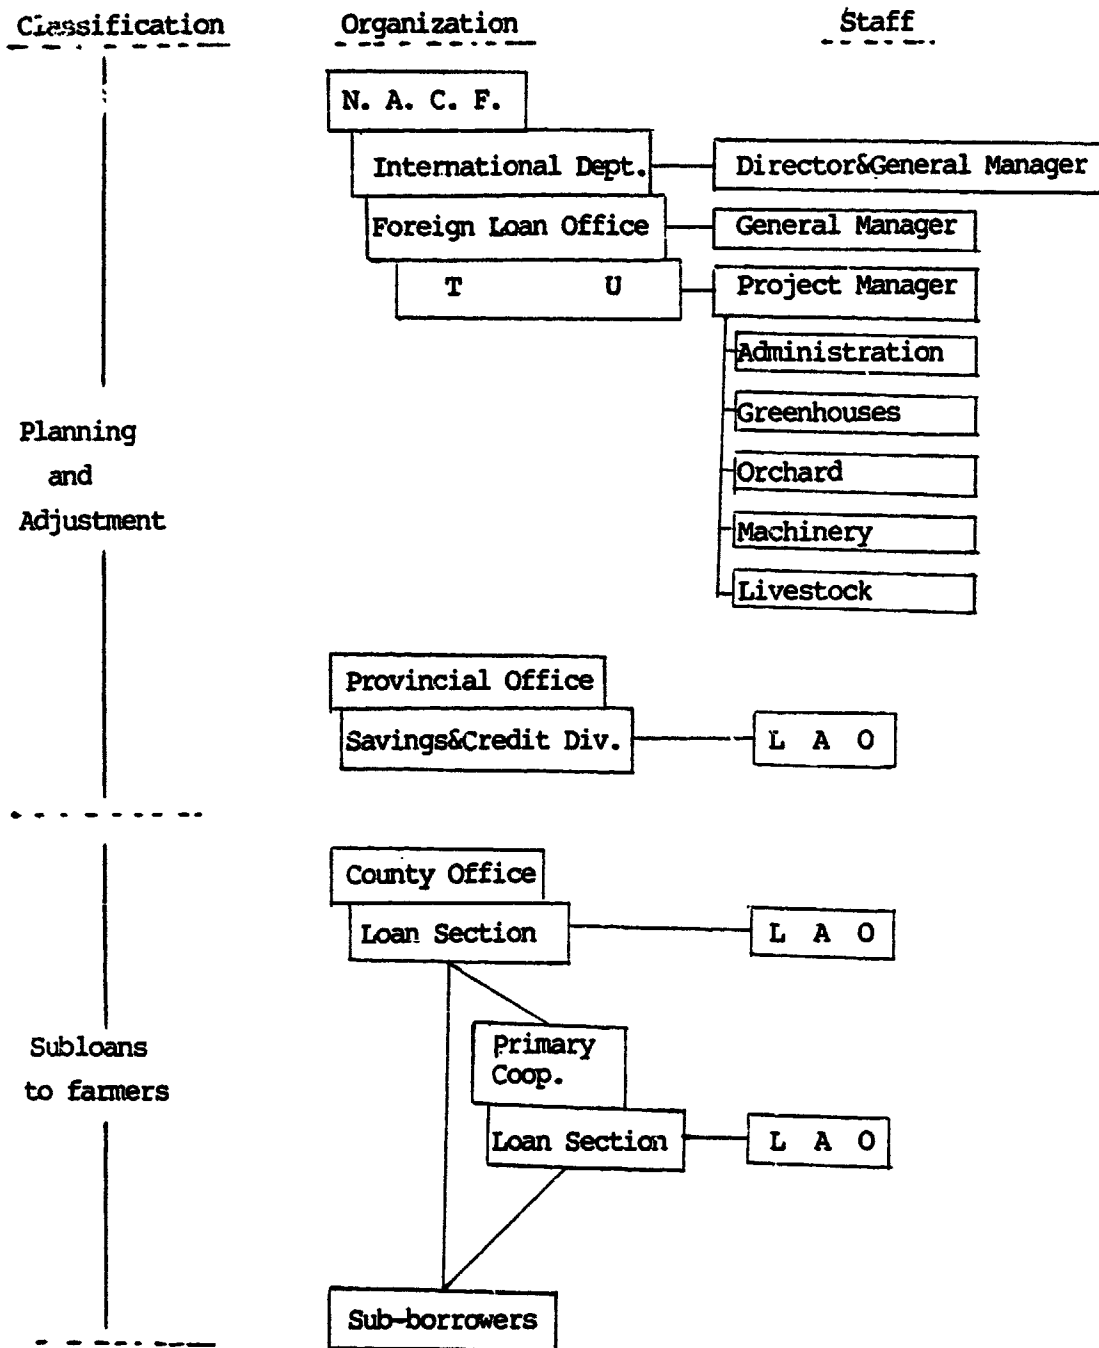 Classification Organization Staff
N. A. C. F.
International Dept. Director&General Manager
Foreign Loan Office General Manager
T U Project Manager
Administration
Greenhouses
Orchard
Machinery
Livestock
Planning
and
Adjustment
Provincial Office
Savings&Credit Div. L A O
County Office
Loan Section L A O
Primary
Coop.
Loan Section L A O
Subloans
to farmers
Sub-borrowers